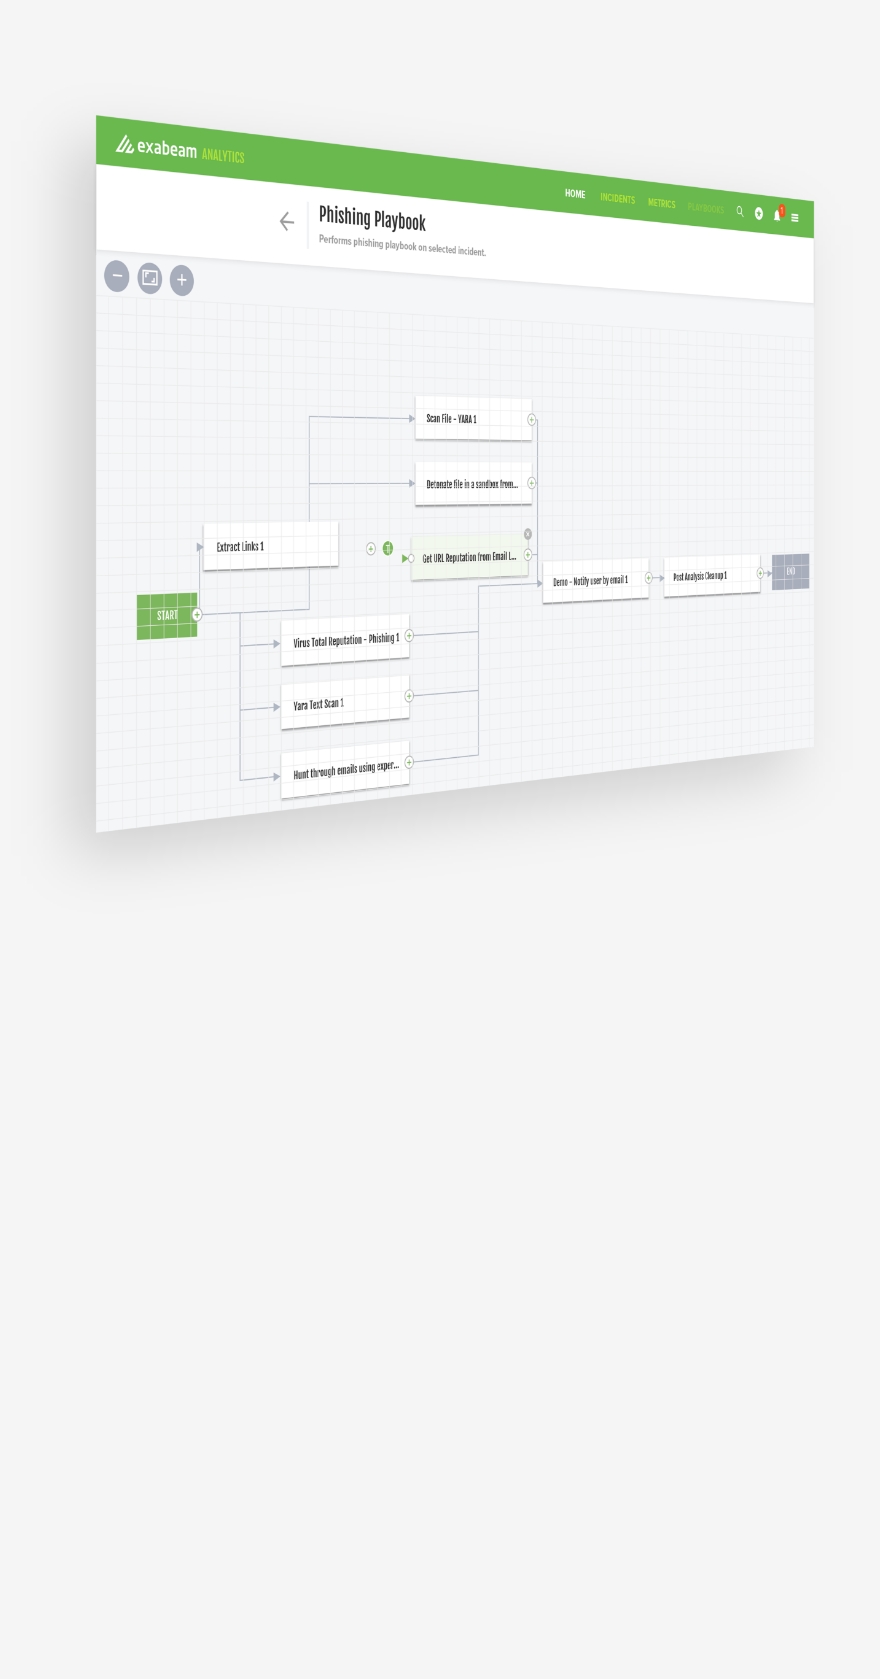 exabeam ANALYTICS
HOME INCIDENTS METRICS PLAYBOOKS
Phishing Playbook
Performs phishing playbook on selected incident.
Scan File - YARA 1
Detonate file in a sandbox from...
Extract Links 1
Get URL Reputation from Email L...
Demo - Notify user by email 1
Post Analysis Cleanup 1
END
START
Virus Total Reputation - Phishing 1
Yara Text Scan 1
Hunt through emails using exper...